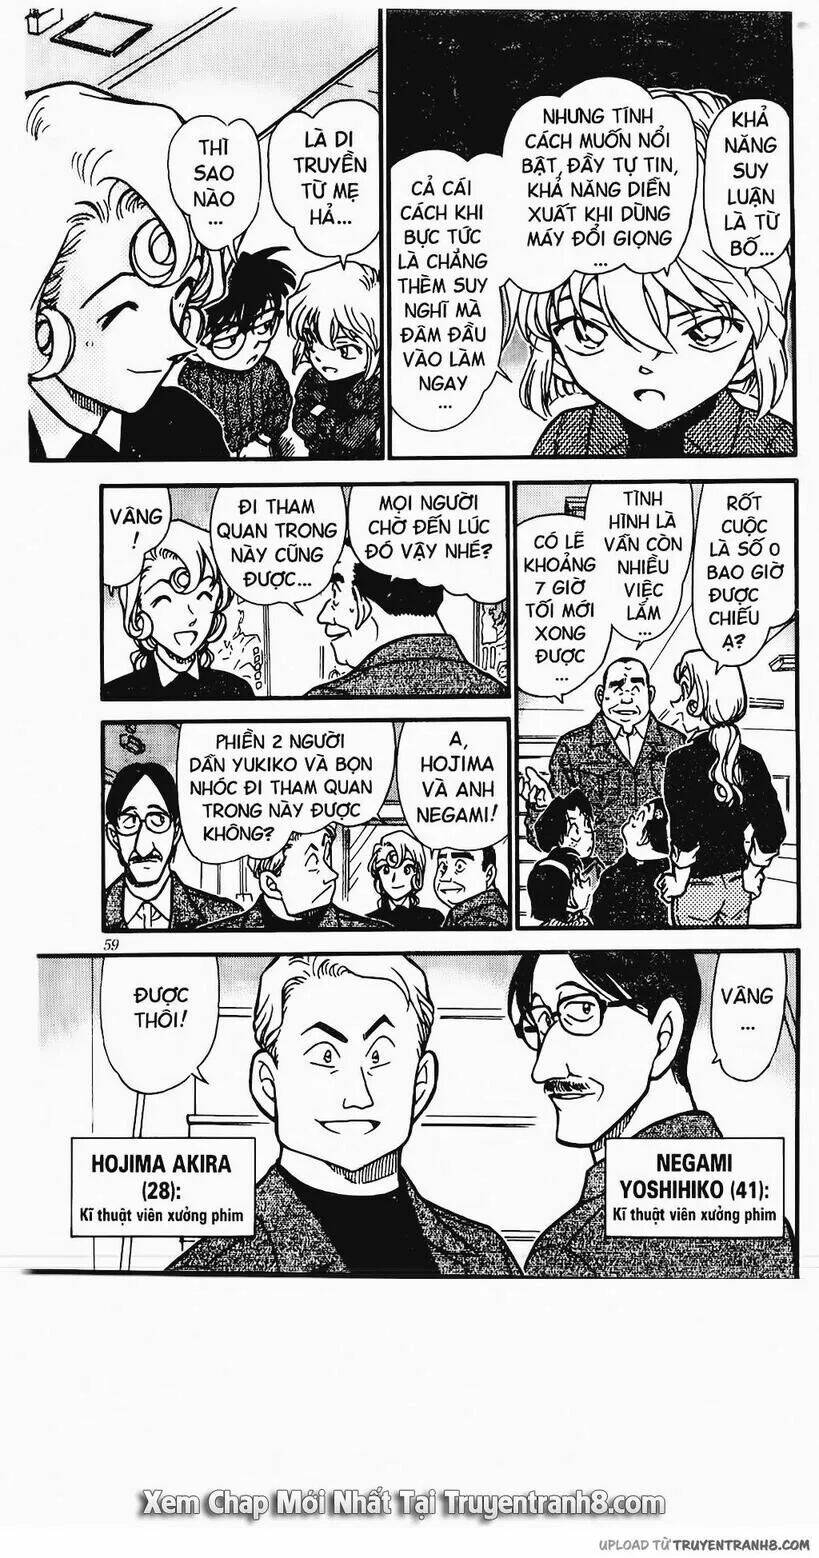 KHẢ
NĂNG
SUY
LUẬN
LÀ TỪ
BỐ...
NHƯNG TÍNH
CÁCH MUỐN NỔI
BẬT, ĐẦY TỰ TIN,
KHẢ NĂNG DIỄN
XUẤT KHI DÙNG
MÁY ĐỔI GIỌNG
...
CẢ CÁI
CÁCH KHI
BỰC TỨC
LÀ CHẲNG
THÈM SUY
NGHĨ MÀ
ĐÂM ĐẦU
VÀO LÀM
NGAY
...
LÀ DI
TRUYỀN
TỪ MẸ
HẢ...
THÌ
SAO
NÀO
...
RỐT
CUỘC
LÀ SỐ 0
BAO GIỜ
ĐƯỢC
CHIẾU
Ạ?
TÌNH
HÌNH LÀ
VẪN CÒN
NHIỀU
VIỆC
LẮM
...
CÓ LẼ
KHOẢNG
7 GIỜ
TỐI MỚI
XONG
ĐƯỢC
...
MỌI NGƯỜI
CHỜ ĐẾN LÚC
ĐÓ VẬY NHÉ?
ĐI THAM
QUAN TRONG
NÀY CŨNG
ĐƯỢC...
VÂNG
!
A,
HOJIMA
VÀ ANH
NEGAMI!
PHIỀN 2 NGƯỜI
DẪN YUKIKO VÀ BỌN
NHÓC ĐI THAM QUAN
TRONG NÀY ĐƯỢC
KHÔNG?
59
VÂNG
...
ĐƯỢC
THÔI!
NEGAMI
YOSHIHIKO (41):
Kĩ thuật viên xưởng phim
HOJIMA AKIRA
(28):
Kĩ thuật viên xưởng phim
Xem Chap Mới Nhất Tại Truyentranh8.com
UPLOAD TỪ TRUYENTRANH8.COM